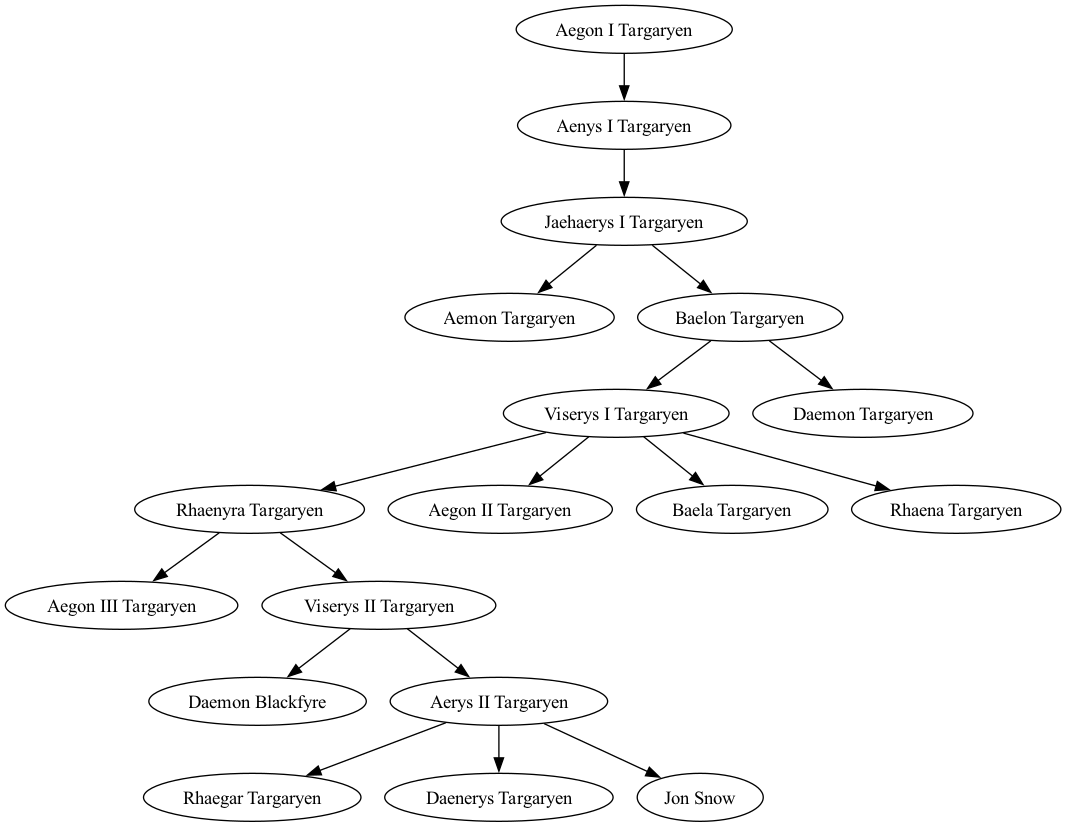 Aegon I Targaryen
Aenys I Targaryen
Jaehaerys I Targaryen
Aemon Targaryen
Baelon Targaryen
Viserys I Targaryen
Daemon Targaryen
Rhaenyra Targaryen
Aegon II Targaryen
Baela Targaryen
Rhaena Targaryen
Aegon III Targaryen
Viserys II Targaryen
Daemon Blackfyre
Aerys II Targaryen
Rhaegar Targaryen
Daenerys Targaryen
Jon Snow